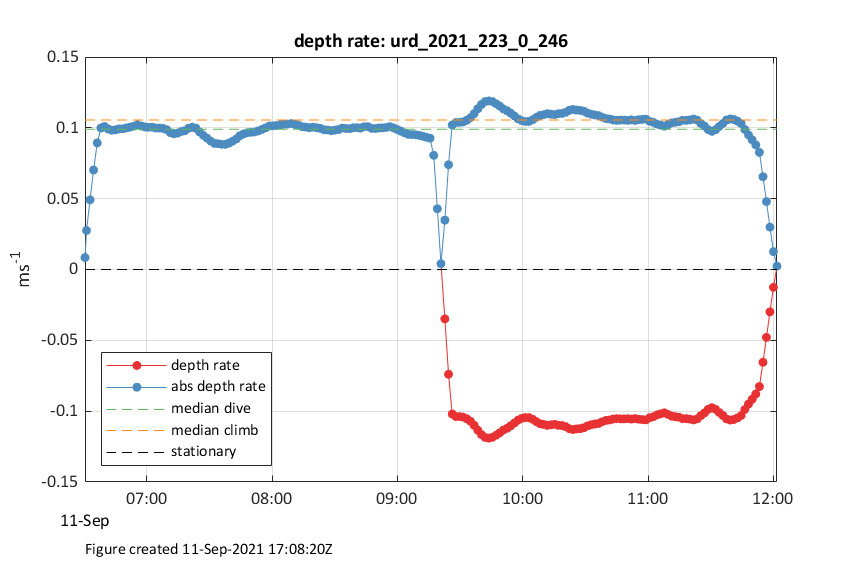 depth rate: urd_2021_223_0_246
0.15
0.1
0.05
0
-0.05
-0.1
-0.15
ms-1
depth rate
abs depth rate
median dive
median climb
stationary
07:00 08:00 09:00 10:00 11:00 12:00
11-Sep
Figure created 11-Sep-2021 17:08:20Z